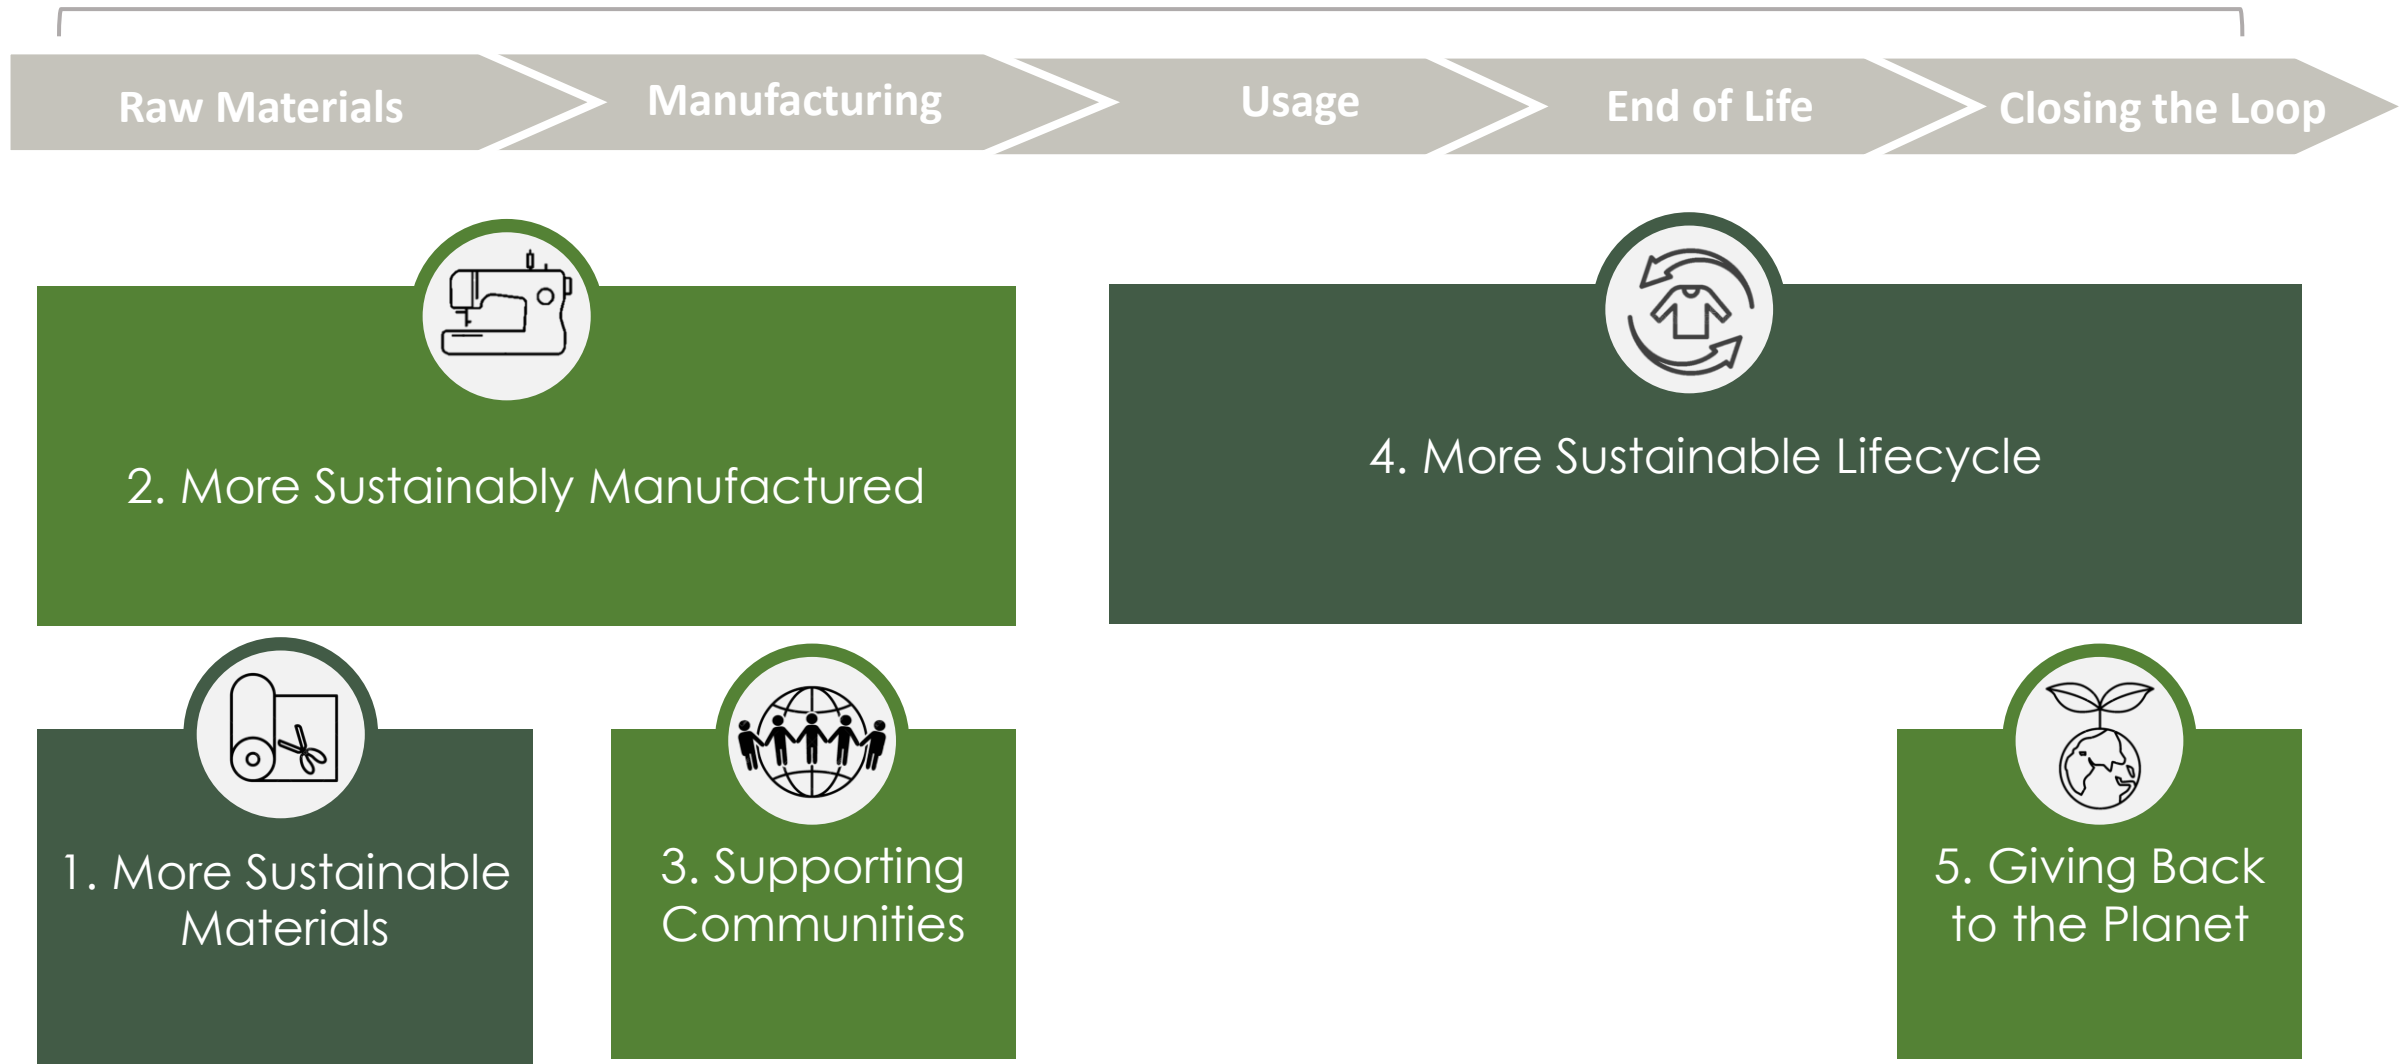 Raw Materials
Manufacturing
Usage
End of Life
Closing the Loop
2. More Sustainably Manufactured
4. More Sustainable Lifecycle
1. More Sustainable
Materials
3. Supporting
Communities
5. Giving Back
to the Planet